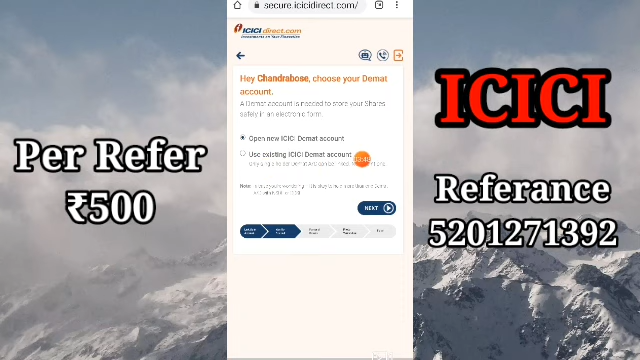 secure.icicidirect.com/
ICICI direct.com
Hey Chandrabose, choose your Demat
account.
A Demat account is needed to store your Shares
safely in an electronic form.
Open new ICICI Demat account
Use existing ICICI Demat account
NEXT
Per Refer
₹500
ICICI
Referance
5201271392